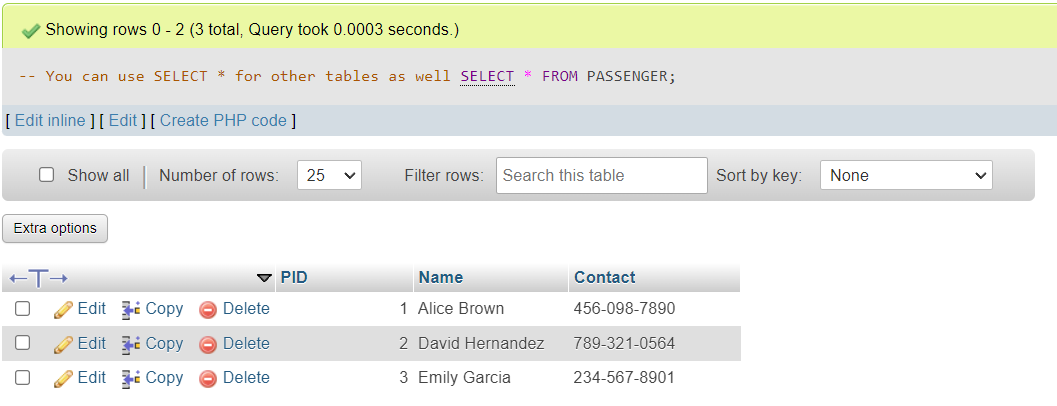 Showing rows 0 - 2 (3 total, Query took 0.0003 seconds.)
-- You can use SELECT * for other tables as well SELECT * FROM PASSENGER;
[ Edit inline ] [ Edit ] [ Create PHP code ]
Show all Number of rows: 25 Filter rows: Search this table Sort by key: None
Extra options
PID Name Contact
Edit Copy Delete 1 Alice Brown 456-098-7890
Edit Copy Delete 2 David Hernandez 789-321-0564
Edit Copy Delete 3 Emily Garcia 234-567-8901